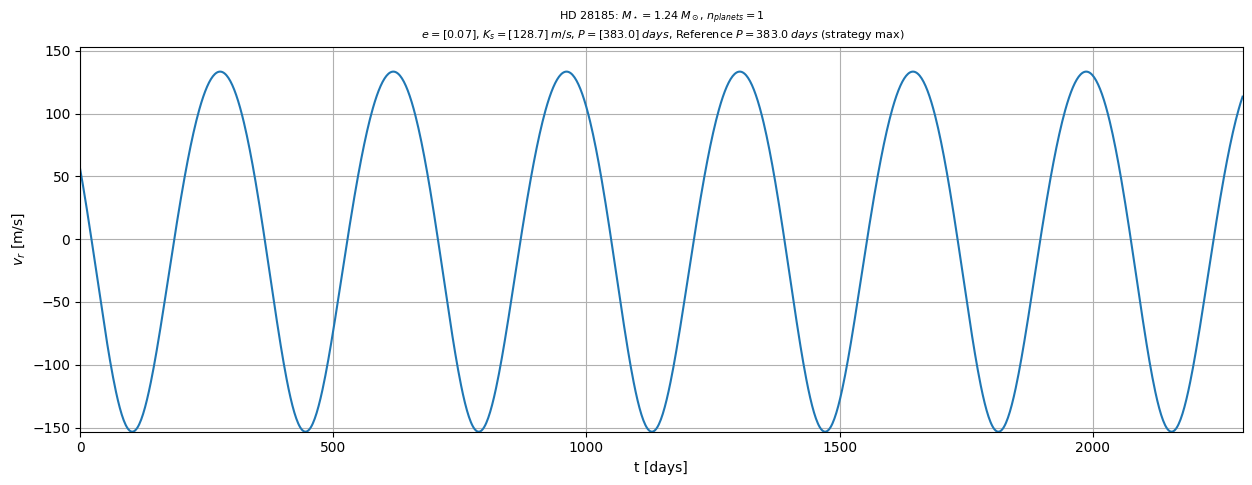 HD 28185: $M_\star = 1.24\ M_\odot$, $n_{planets} = 1$
$e = [0.07]$, $K_s = [128.7]\ m/s$, $P = [383.0]\ days$, Reference $P = 383.0\ days$ (strategy max)
150
100
50
0
−50
−100
−150
$v_r$ [m/s]
0 500 1000 1500 2000
t [days]